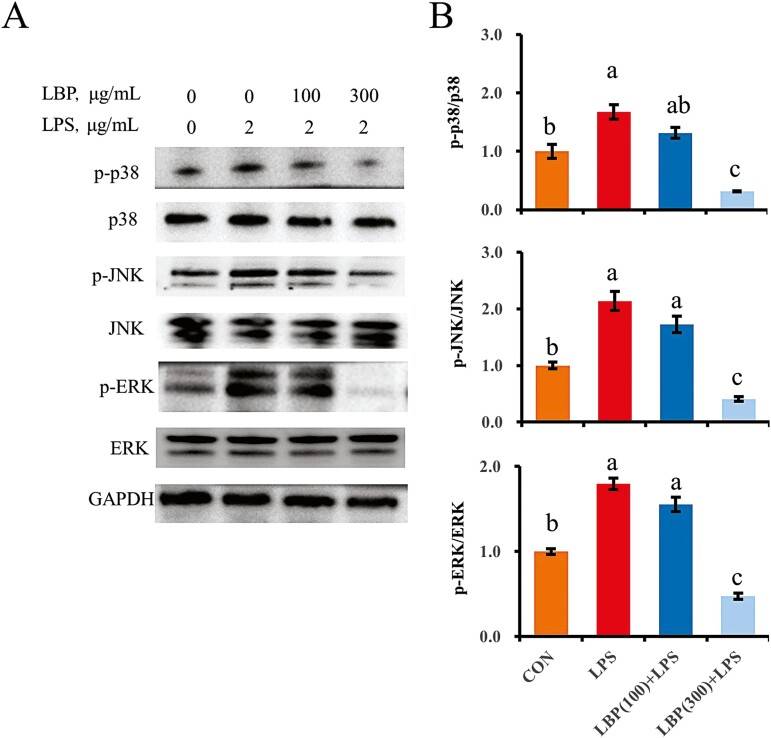 A
LBP, μg/mL 0 0 100 300
LPS, μg/mL 0 2 2 2
p-p38
p38
p-JNK
JNK
p-ERK
ERK
GAPDH
B
p-p38/p38
3.0
2.0
1.0
0.0
b
a
ab
c
p-JNK/JNK
3.0
2.0
1.0
0.0
b
a
a
c
p-ERK/ERK
2.0
1.0
0.0
b
a
a
c
CON
LPS
LBP(100)+LPS
LBP(300)+LPS